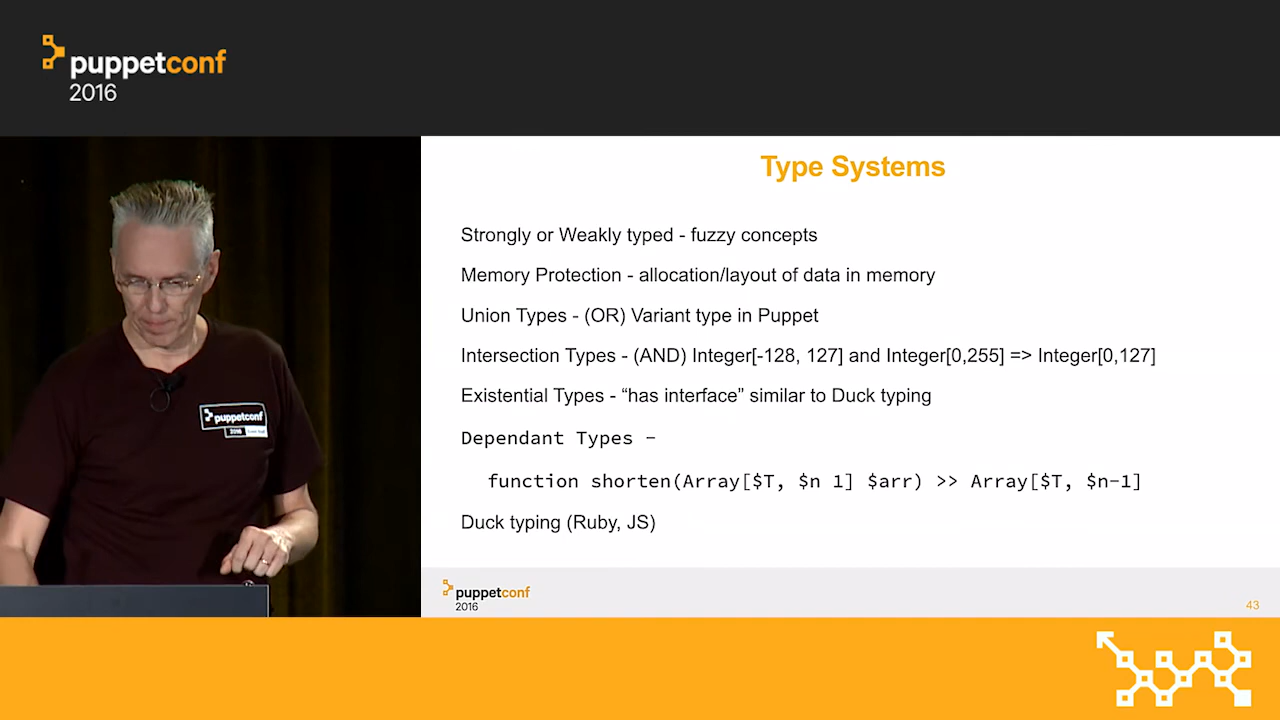 puppetconf
2016
Type Systems
Strongly or Weakly typed - fuzzy concepts
Memory Protection - allocation/layout of data in memory
Union Types - (OR) Variant type in Puppet
Intersection Types - (AND) Integer[-128, 127] and Integer[0,255] => Integer[0,127]
Existential Types - “has interface” similar to Duck typing
Dependant Types -
function shorten(Array[$T, $n 1] $arr) >> Array[$T, $n-1]
Duck typing (Ruby, JS)
puppetconf
2016
43
puppetconf
2016